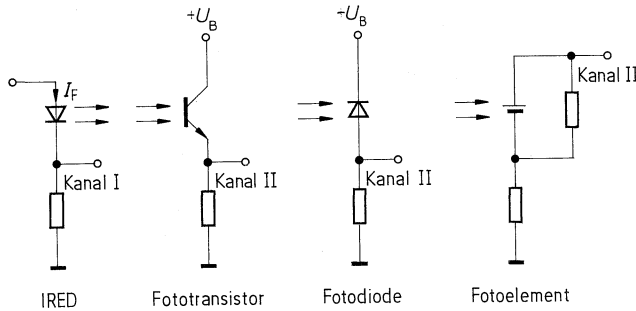 +U_B
+U_B
I_F
Kanal I
Kanal II
Kanal II
Kanal II
IRED
Fototransistor
Fotodiode
Fotoelement